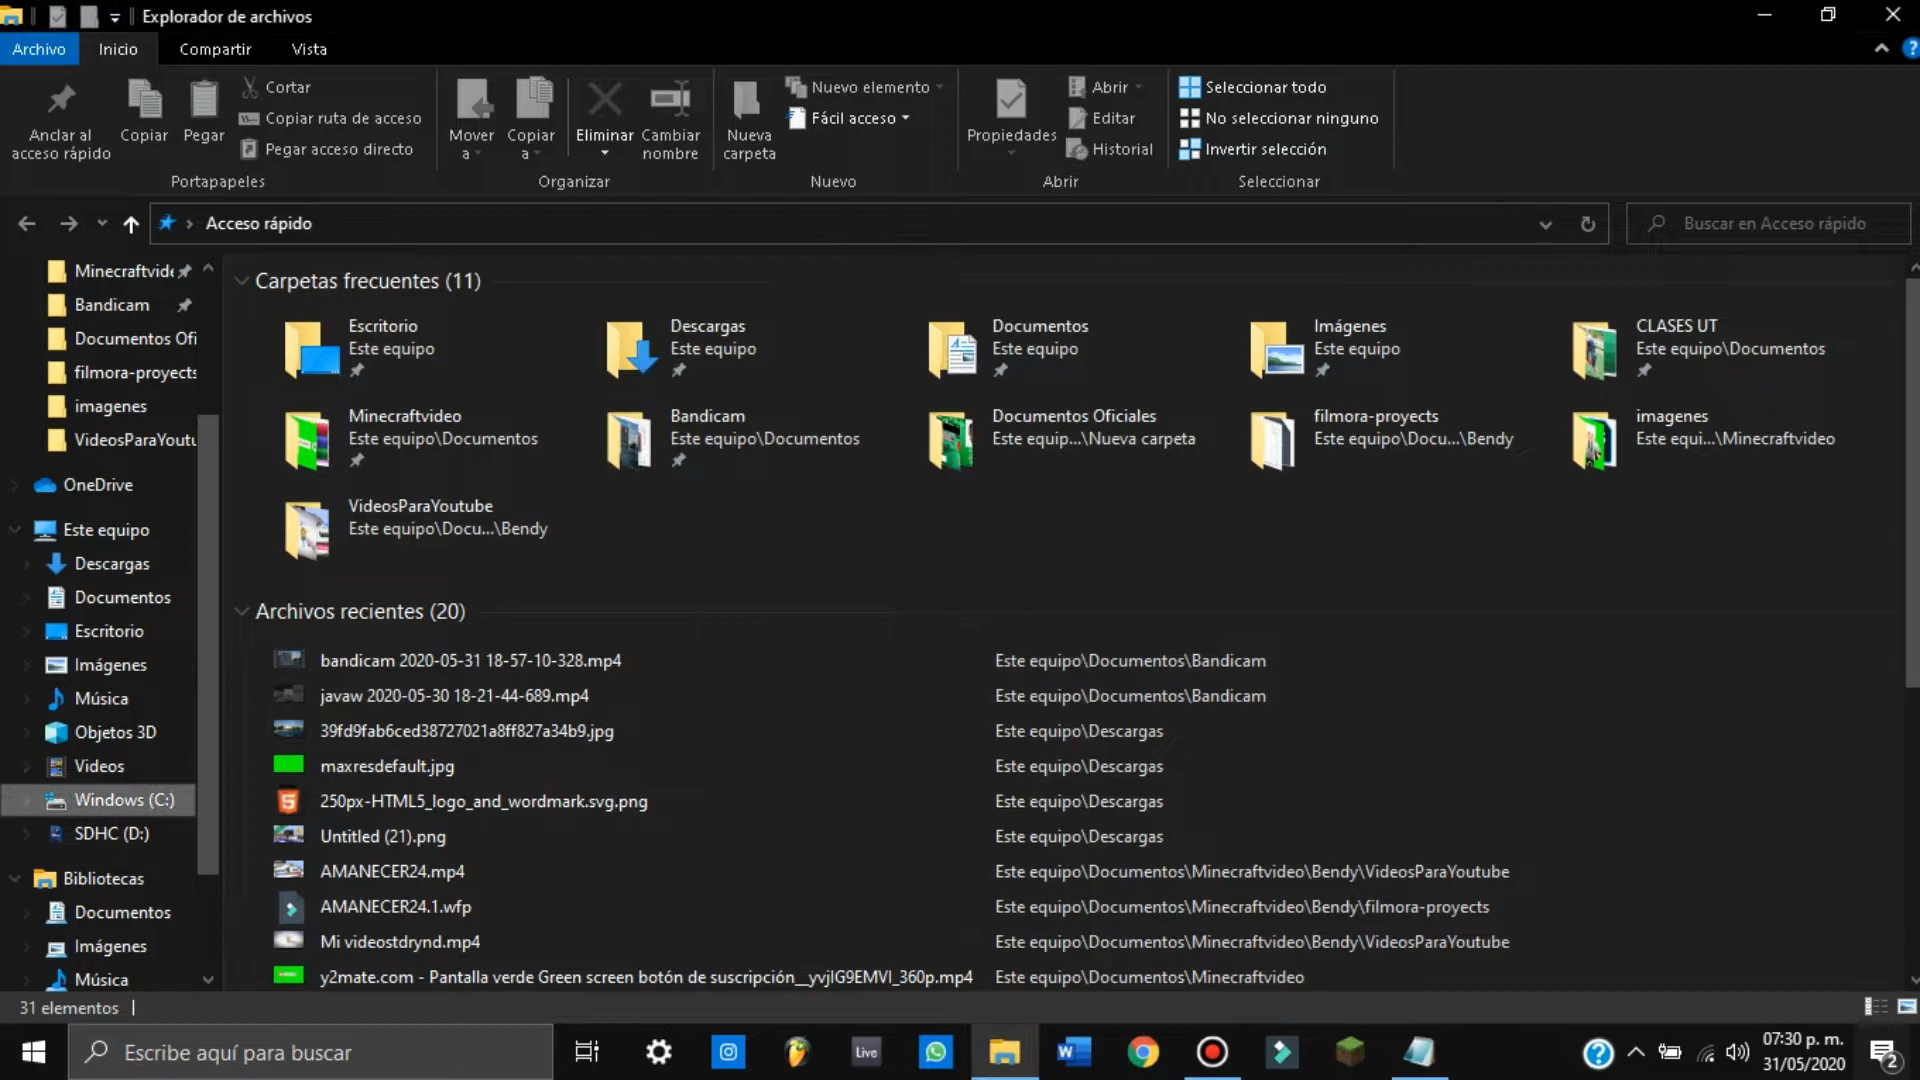 Explorador de archivos
Archivo
Inicio
Compartir
Vista
Anclar al
acceso rápido
Copiar
Pegar
Cortar
Copiar ruta de acceso
Pegar acceso directo
Portapapeles
Mover
a
Copiar
a
Eliminar
Cambiar
nombre
Organizar
Nueva
carpeta
Nuevo elemento
Fácil acceso
Nuevo
Propiedades
Abrir
Editar
Historial
Abrir
Seleccionar todo
No seleccionar ninguno
Invertir selección
Seleccionar
Acceso rápido
Buscar en Acceso rápido
Minecraftvide
Bandicam
Documentos Ofi
filmora-proyects
imagenes
VideosParaYoutu
OneDrive
Este equipo
Descargas
Documentos
Escritorio
Imágenes
Música
Objetos 3D
Videos
Windows (C:)
SDHC (D:)
Bibliotecas
Documentos
Imágenes
Música
Carpetas frecuentes (11)
Escritorio
Este equipo
Descargas
Este equipo
Documentos
Este equipo
Imágenes
Este equipo
CLASES UT
Este equipo\Documentos
Minecraftvideo
Este equipo\Documentos
Bandicam
Este equipo\Documentos
Documentos Oficiales
Este equip...\Nueva carpeta
filmora-proyects
Este equipo\Docu...\Bendy
imagenes
Este equi...\Minecraftvideo
VideosParaYoutube
Este equipo\Docu...\Bendy
Archivos recientes (20)
bandicam 2020-05-31 18-57-10-328.mp4 Este equipo\Documentos\Bandicam
javaw 2020-05-30 18-21-44-689.mp4 Este equipo\Documentos\Bandicam
39fd9fab6ced38727021a8ff827a34b9.jpg Este equipo\Descargas
maxresdefault.jpg Este equipo\Descargas
250px-HTML5_logo_and_wordmark.svg.png Este equipo\Descargas
Untitled (21).png Este equipo\Descargas
AMANECER24.mp4 Este equipo\Documentos\Minecraftvideo\Bendy\VideosParaYoutube
AMANECER24.1.wfp Este equipo\Documentos\Minecraftvideo\Bendy\filmora-proyects
Mi videostdrynd.mp4 Este equipo\Documentos\Minecraftvideo\Bendy\VideosParaYoutube
y2mate.com - Pantalla verde Green screen botón de suscripción__yvjIG9EMVI_360p.mp4 Este equipo\Documentos\Minecraftvideo
31 elementos
Escribe aquí para buscar
Live
07:30 p. m.
31/05/2020
2